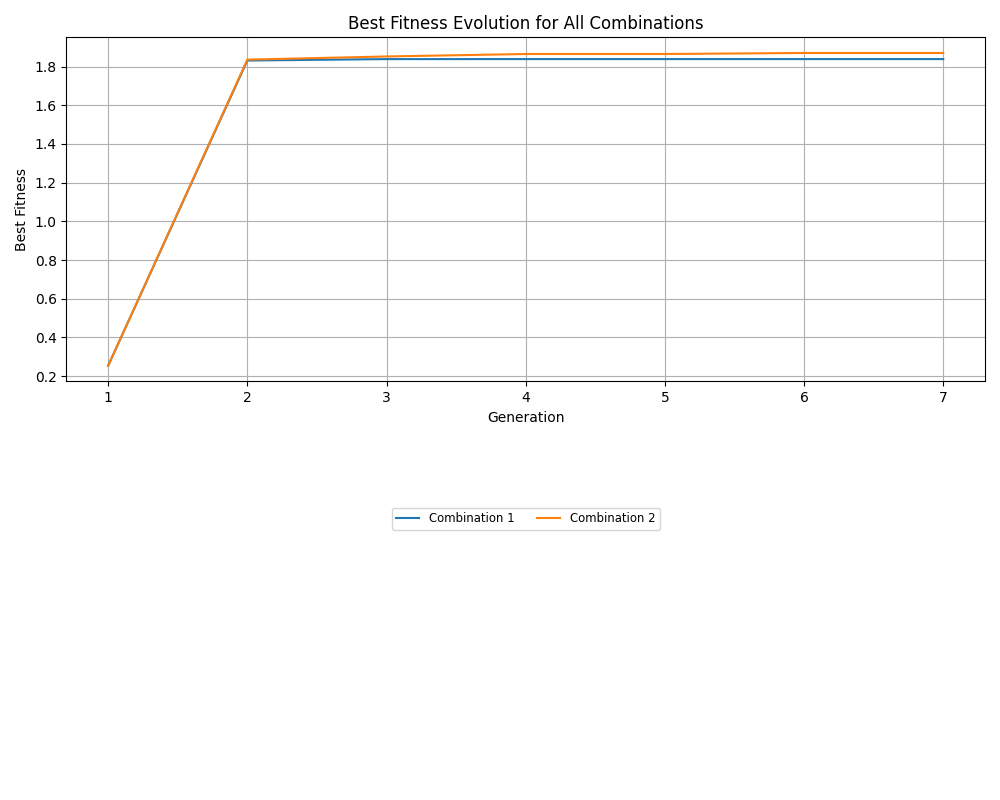 Best Fitness Evolution for All Combinations
Best Fitness
1.8
1.6
1.4
1.2
1.0
0.8
0.6
0.4
0.2
1 2 3 4 5 6 7
Generation
Combination 1 Combination 2